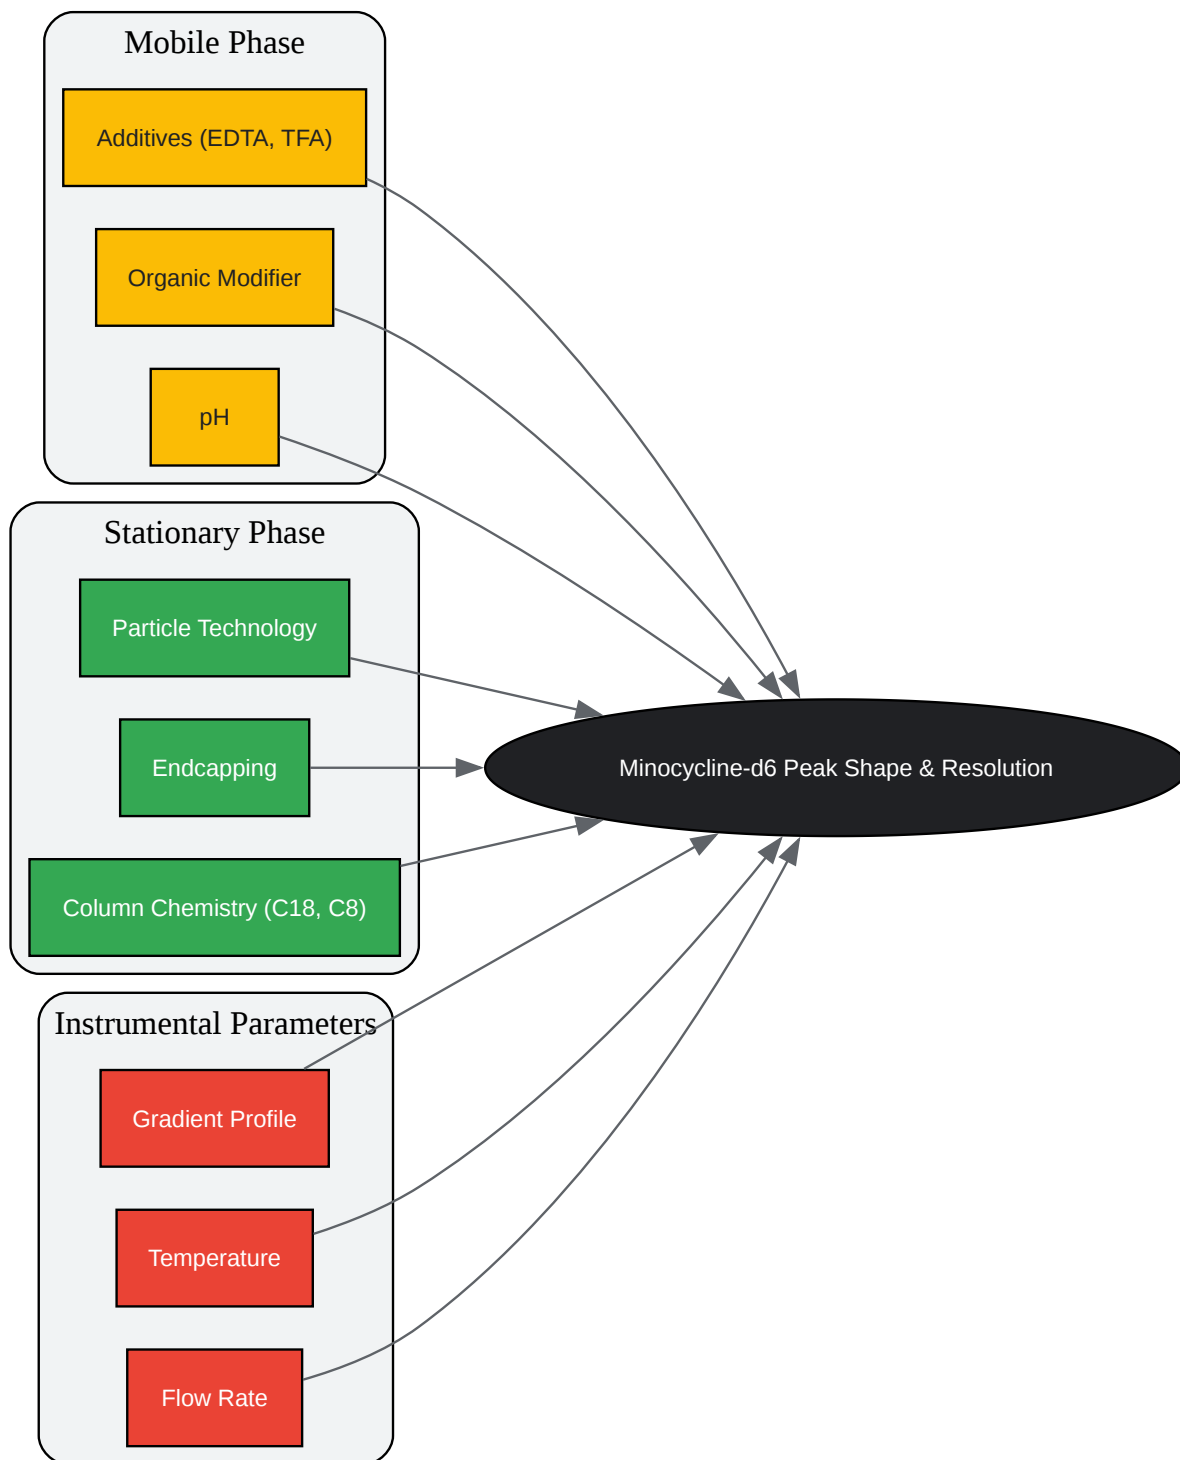 Mobile Phase
Additives (EDTA, TFA)
Organic Modifier
pH
Stationary Phase
Particle Technology
Endcapping
Column Chemistry (C18, C8)
Instrumental Parameters
Gradient Profile
Temperature
Flow Rate
Minocycline-d6 Peak Shape & Resolution